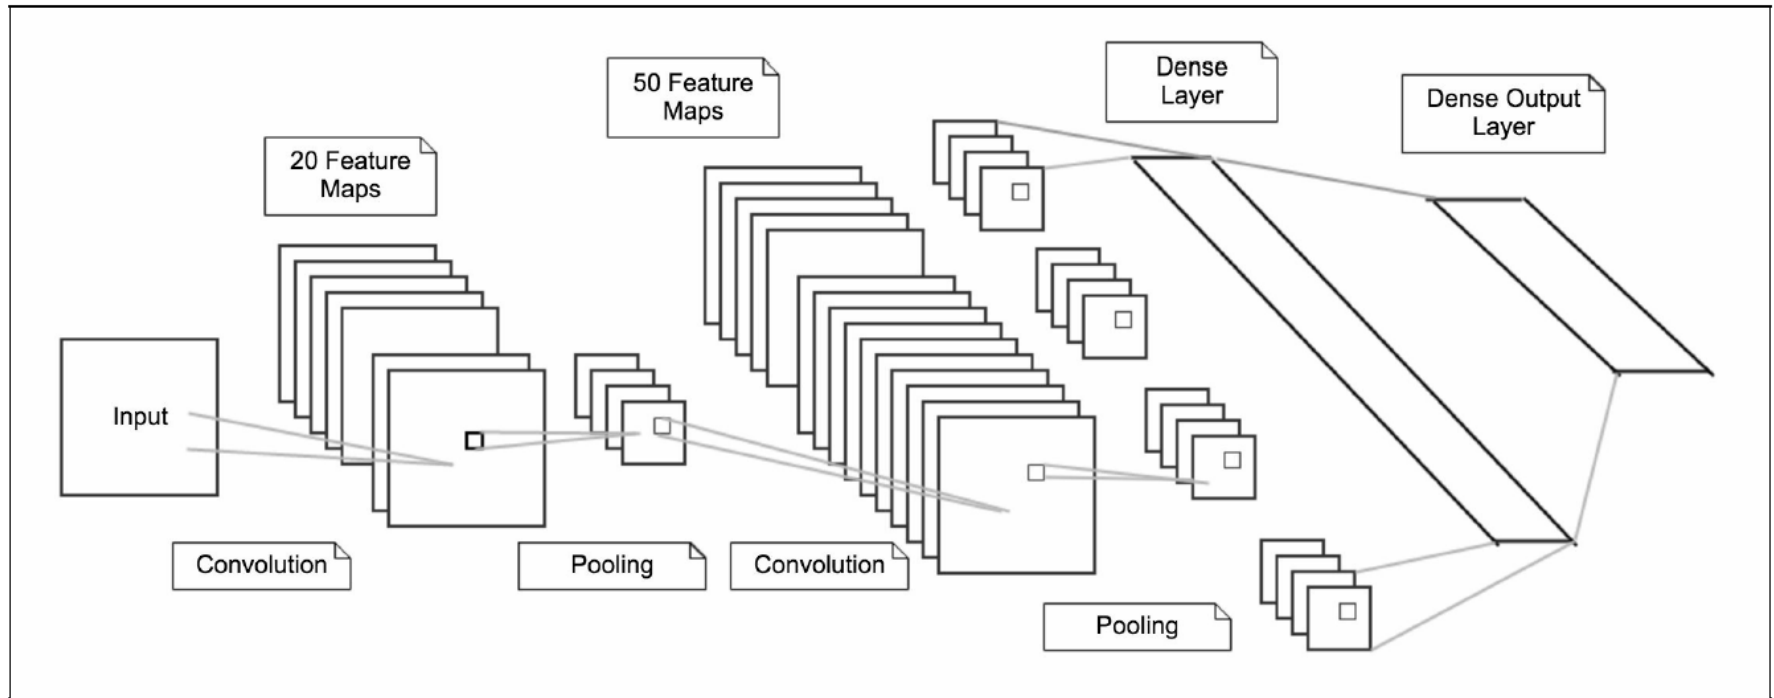 20 Feature
Maps
50 Feature
Maps
Dense
Layer
Dense Output
Layer
Input
Convolution
Pooling
Convolution
Pooling